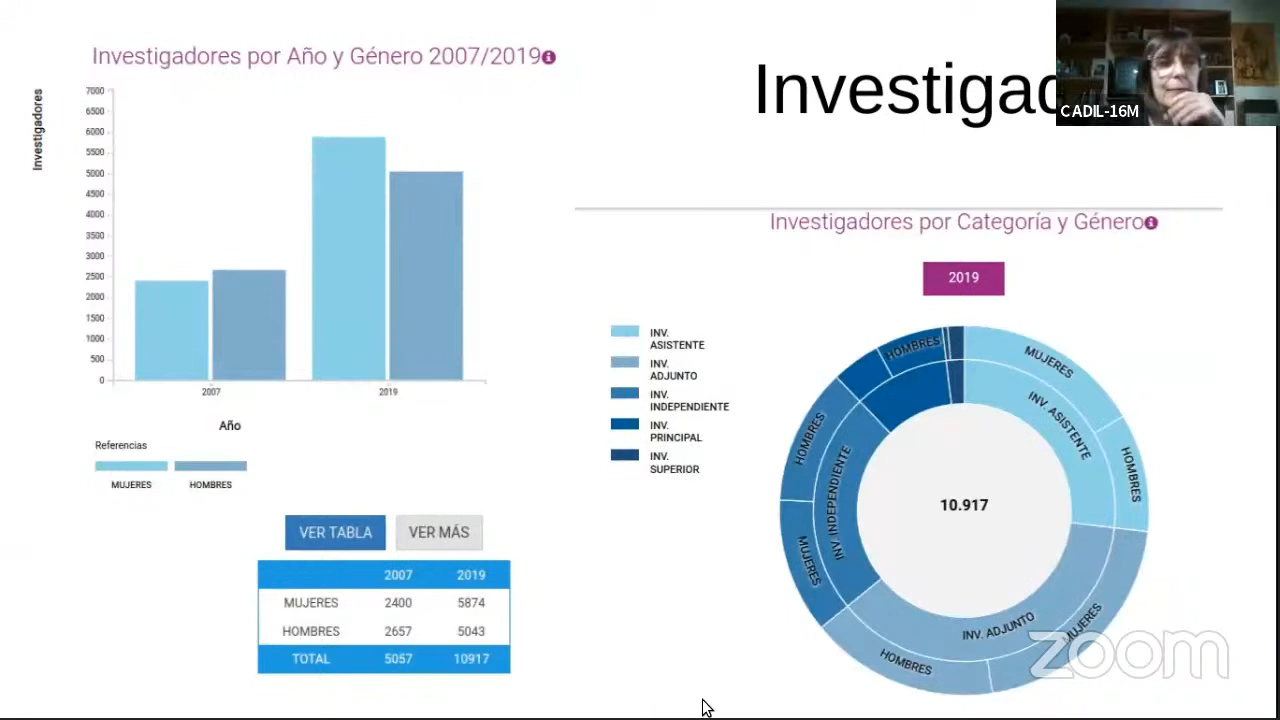 Investigadores por Año y Género 2007/2019
Investigadores
7000
6500
6000
5500
5000
4500
4000
3500
3000
2500
2000
1500
1000
500
0
2007
2019
Año
Referencias
MUJERES
HOMBRES
VER TABLA
VER MÁS
2007 2019
MUJERES 2400 5874
HOMBRES 2657 5043
TOTAL 5057 10917
Investigad
CADIL-16M
Investigadores por Categoría y Género
2019
INV.
ASISTENTE
INV.
ADJUNTO
INV.
INDEPENDIENTE
INV.
PRINCIPAL
INV.
SUPERIOR
HOMBRES
MUJERES
INV. ASISTENTE
HOMBRES
HOMBRES
INV. INDEPENDIENTE
MUJERES
10.917
INV. ADJUNTO
MUJERES
HOMBRES
zoom